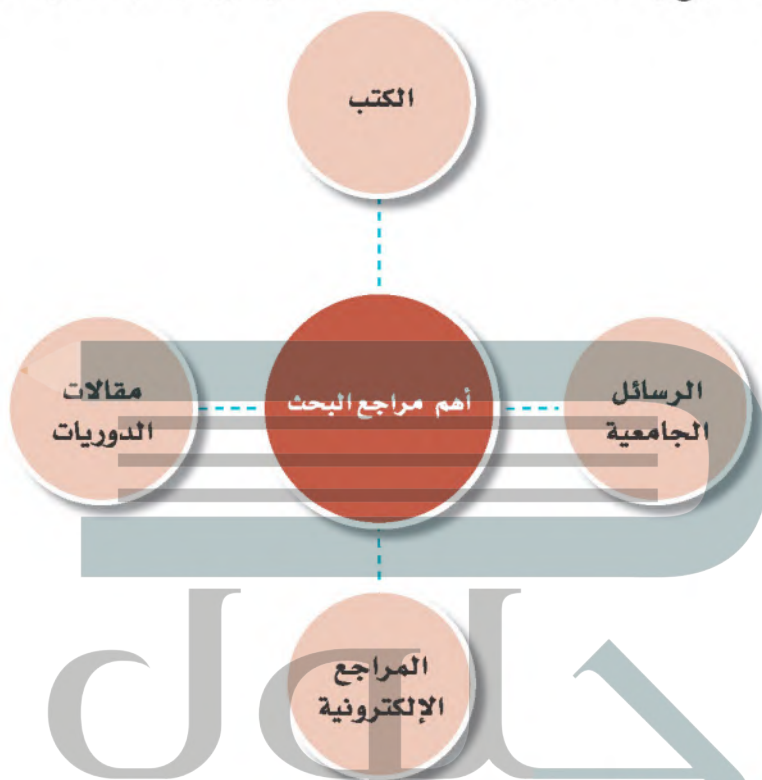 الكتب
أهم مراجع البحث
الرسائل
الجامعية
مقالات
الدوريات
المراجع
الإلكترونية